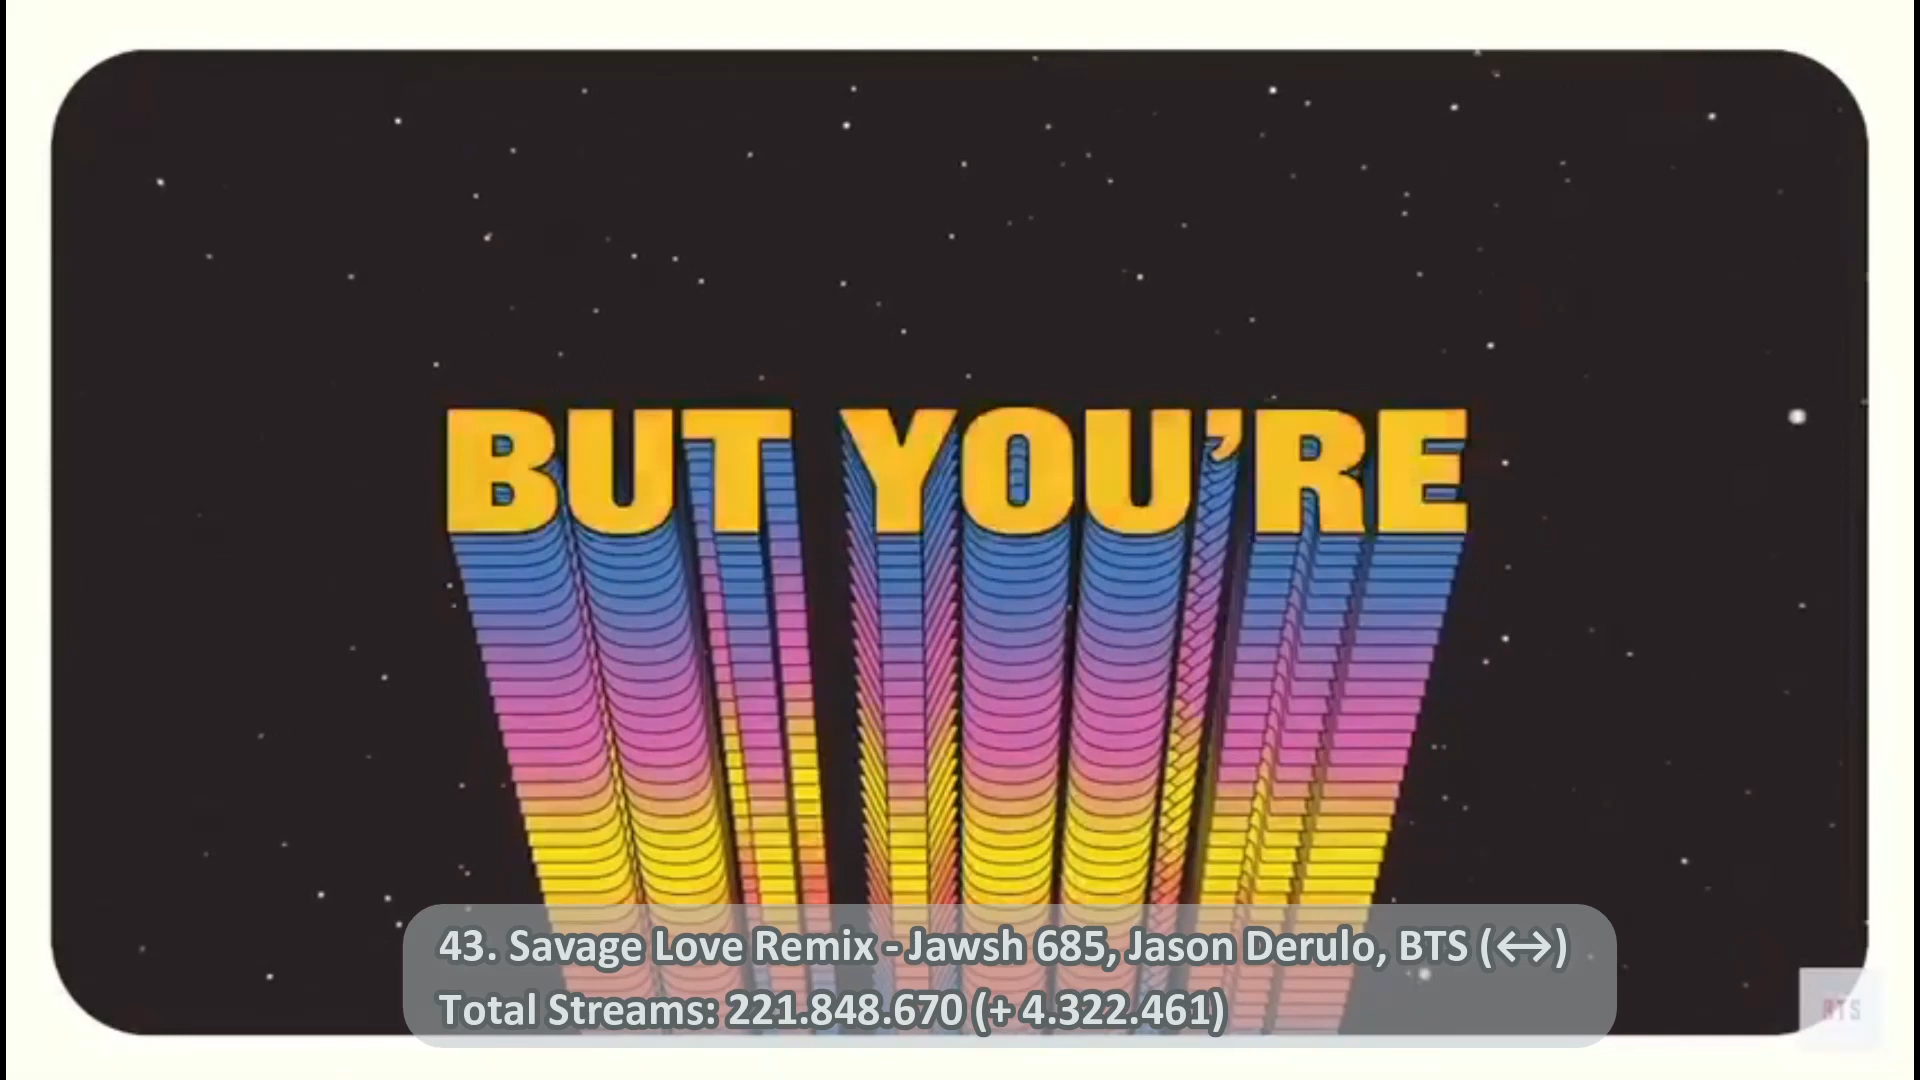 BUT YOU'RE
43. Savage Love Remix - Jawsh 685, Jason Derulo, BTS (↔)
Total Streams: 221.848.670 (+ 4.322.461)
BTS